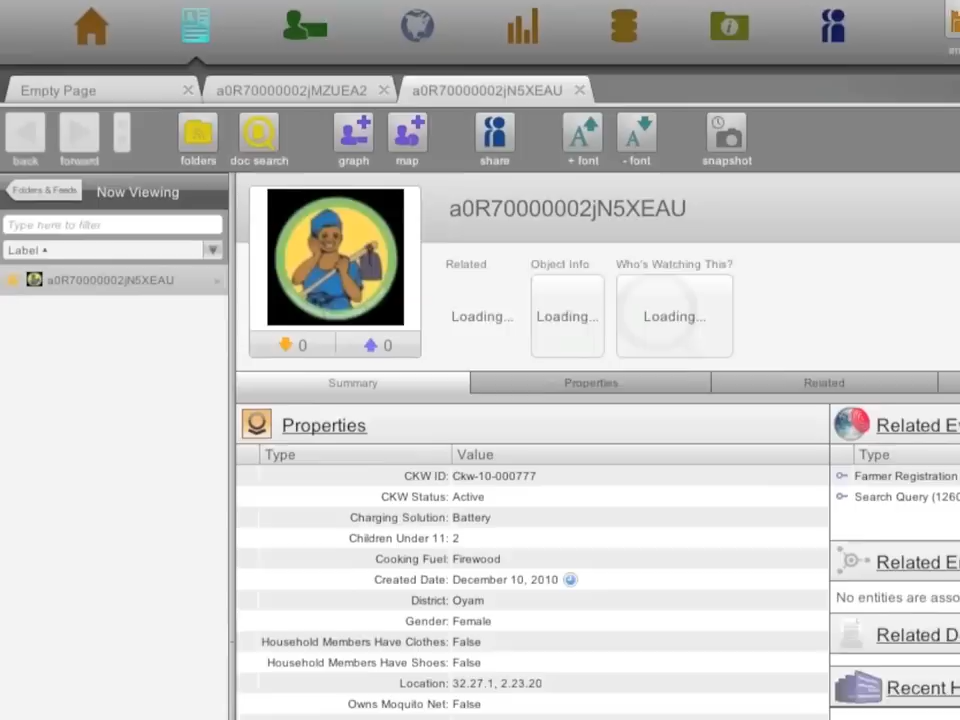 Empty Page
a0R70000002jMZUEA2
a0R70000002jN5XEAU
back
forward
folders
doc search
graph
map
share
+ font
- font
snapshot
Folders & Feeds
Now Viewing
Type here to filter
Label
a0R70000002jN5XEAU
a0R70000002jN5XEAU
Related
Object Info
Who's Watching This?
Loading...
Loading...
Loading...
0
0
Summary
Properties
Related
Properties
Type
Value
CKW ID: Ckw-10-000777
CKW Status: Active
Charging Solution: Battery
Children Under 11: 2
Cooking Fuel: Firewood
Created Date: December 10, 2010
District: Oyam
Gender: Female
Household Members Have Clothes: False
Household Members Have Shoes: False
Location: 32.27.1, 2.23.20
Owns Moquito Net: False
Related E
Type
Farmer Registration
Search Query (1260
Related E
No entities are asso
Related D
Recent H